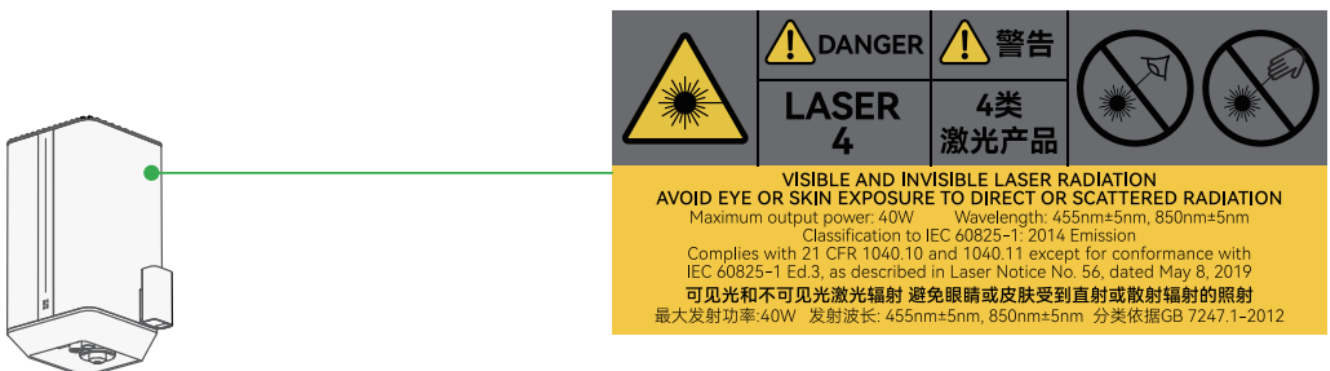 DANGER
警告
LASER
4
4类
激光产品
VISIBLE AND INVISIBLE LASER RADIATION
AVOID EYE OR SKIN EXPOSURE TO DIRECT OR SCATTERED RADIATION
Maximum output power: 40W Wavelength: 455nm±5nm, 850nm±5nm
Classification to IEC 60825-1: 2014 Emission
Complies with 21 CFR 1040.10 and 1040.11 except for conformance with
IEC 60825-1 Ed.3, as described in Laser Notice No. 56, dated May 8, 2019
可见光和不可见光激光辐射 避免眼睛或皮肤受到直射或散射辐射的照射
最大发射功率:40W 发射波长: 455nm±5nm, 850nm±5nm 分类依据GB 7247.1-2012